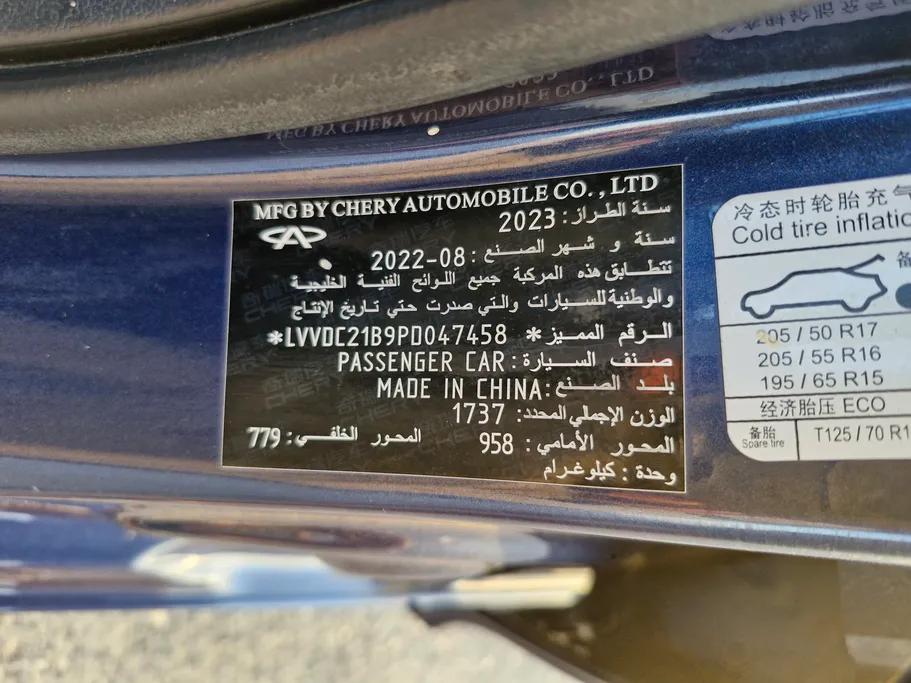 MFG BY CHERY AUTOMOBILE CO. , LTD
سنة الطراز: 2023
سنة و شهر الصنع: 2022-08
تتطابق هذه المركبة جميع اللوائح الفنية الخليجية
والوطنية للسيارات والتي صدرت حتي تاريخ الإنتاج
الرقم المميز: *LVVDC21B9PD047458*
صنف السيارة: PASSENGER CAR
بلد الصنع: MADE IN CHINA
الوزن الإجمالي المحدد: 1737
المحور الأمامي: 958 المحور الخلفي: 779
وحدة: كيلوغرام
冷态时轮胎充气
Cold tire inflatio
205 / 50 R17
205 / 55 R16
195 / 65 R15
经济胎压 ECO
备胎
Spare tire
T125 / 70 R1